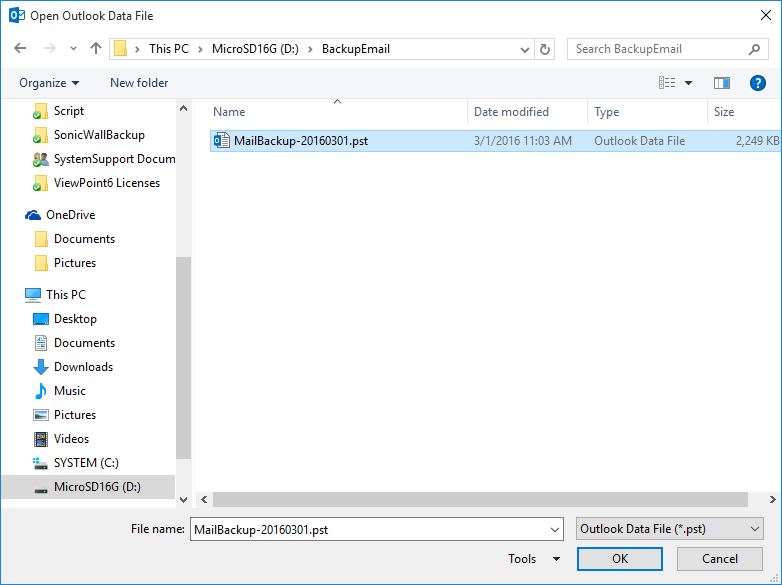 Open Outlook Data File
This PC > MicroSD16G (D:) > BackupEmail
Search BackupEmail
Organize
New folder
Name
Date modified
Type
Size
MailBackup-20160301.pst
3/1/2016 11:03 AM
Outlook Data File
2,249 KB
Script
SonicWallBackup
SystemSupport Docum
ViewPoint6 Licenses
OneDrive
Documents
Pictures
This PC
Desktop
Documents
Downloads
Music
Pictures
Videos
SYSTEM (C:)
MicroSD16G (D:)
File name:
MailBackup-20160301.pst
Outlook Data File (*.pst)
Tools
OK
Cancel